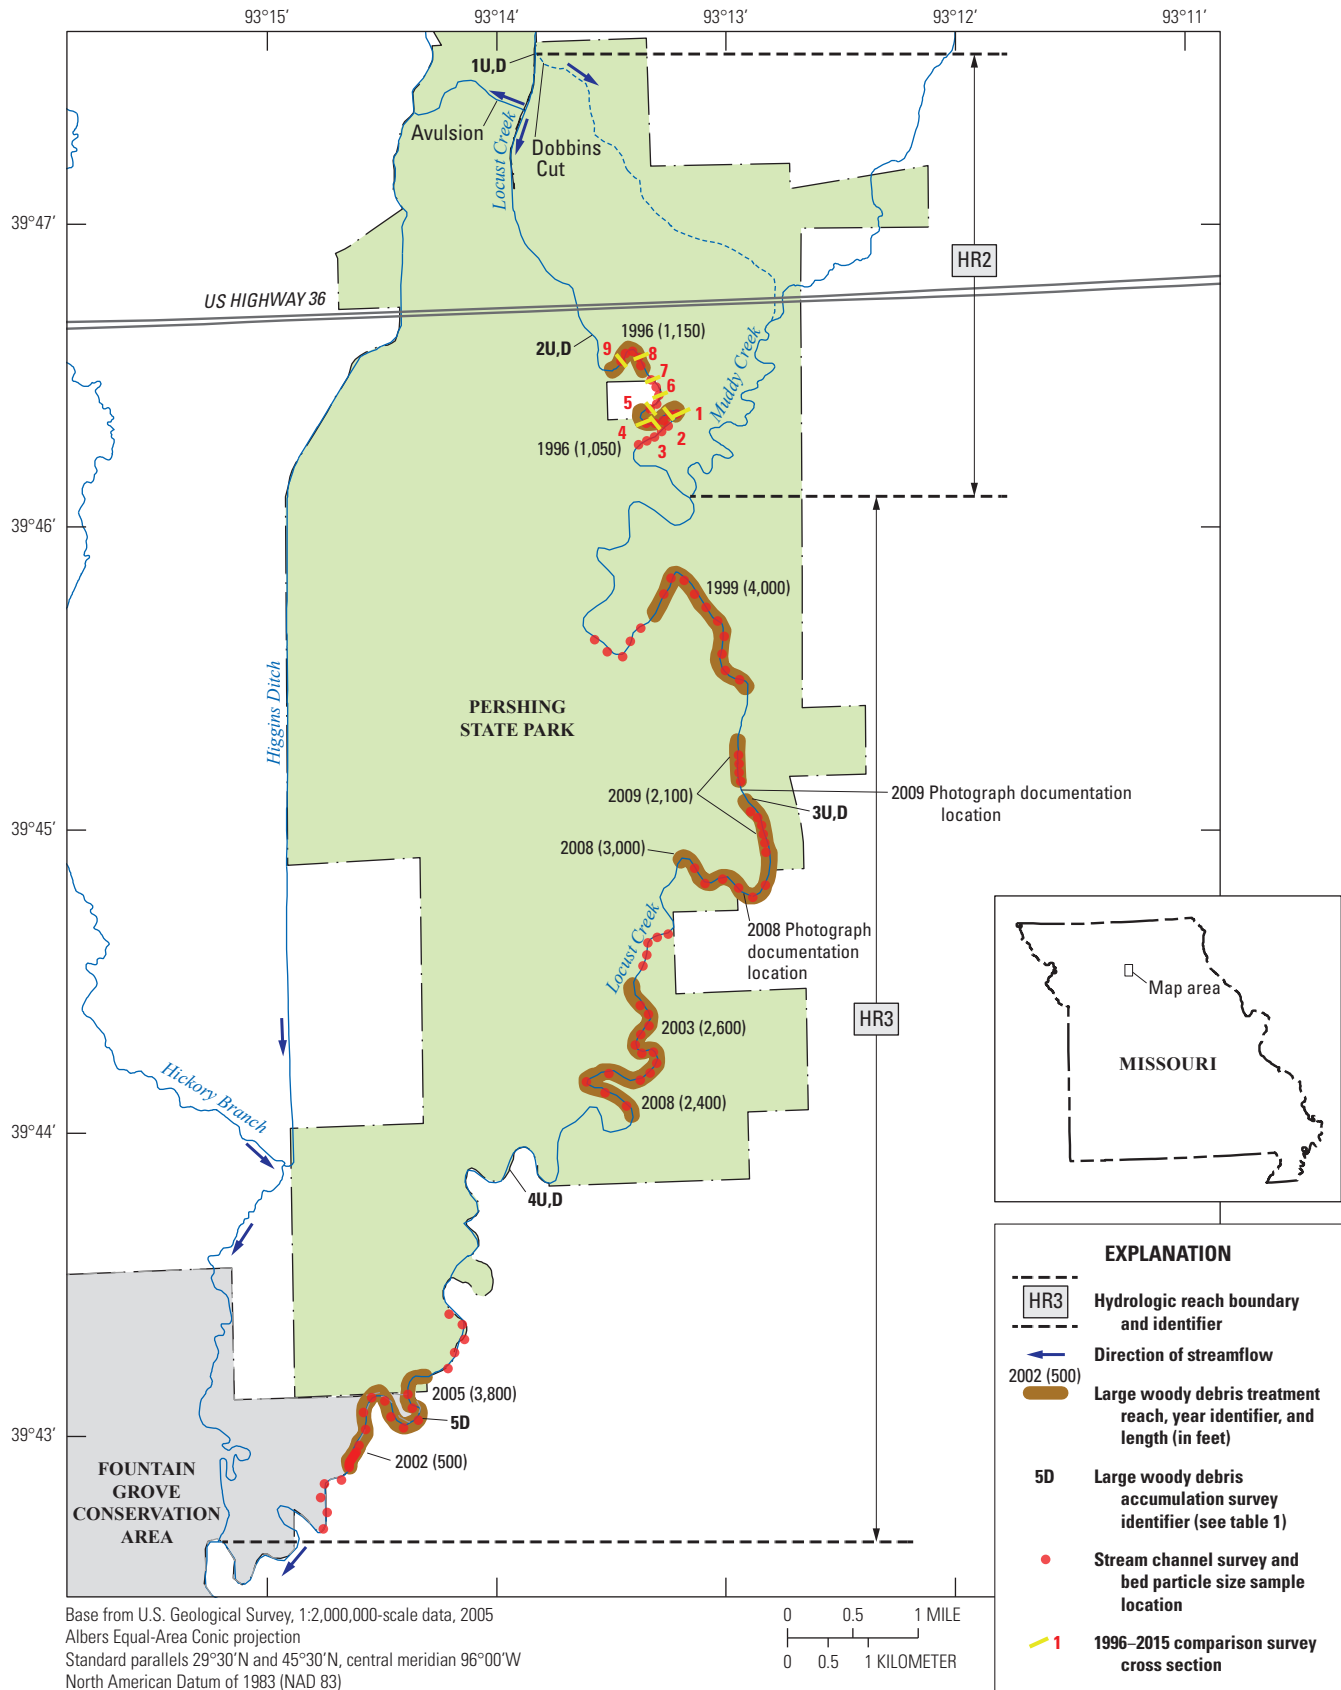 93°15′
93°14′
93°13′
93°12′
93°11′
1U,D
Avulsion
Locust Creek
Dobbins
Cut
39°47′
HR2
US HIGHWAY 36
1996 (1,150)
2U,D
9
8
7
6
5
1
4
2
3
1996 (1,050)
Muddy Creek
39°46′
1999 (4,000)
Higgins Ditch
PERSHING
STATE PARK
2009 (2,100)
2009 Photograph documentation
location
3U,D
39°45′
2008 (3,000)
Locust Creek
2008 Photograph
documentation
location
HR3
2003 (2,600)
2008 (2,400)
Hickory Branch
39°44′
4U,D
2005 (3,800)
5D
39°43′
2002 (500)
FOUNTAIN
GROVE
CONSERVATION
AREA
Map area
MISSOURI
EXPLANATION
HR3
Hydrologic reach boundary
and identifier
Direction of streamflow
2002 (500)
Large woody debris treatment
reach, year identifier, and
length (in feet)
5D
Large woody debris
accumulation survey
identifier (see table 1)
Stream channel survey and
bed particle size sample
location
1
1996–2015 comparison survey
cross section
Base from U.S. Geological Survey, 1:2,000,000-scale data, 2005
Albers Equal-Area Conic projection
Standard parallels 29°30′N and 45°30′N, central meridian 96°00′W
North American Datum of 1983 (NAD 83)
0 0.5 1 MILE
0 0.5 1 KILOMETER